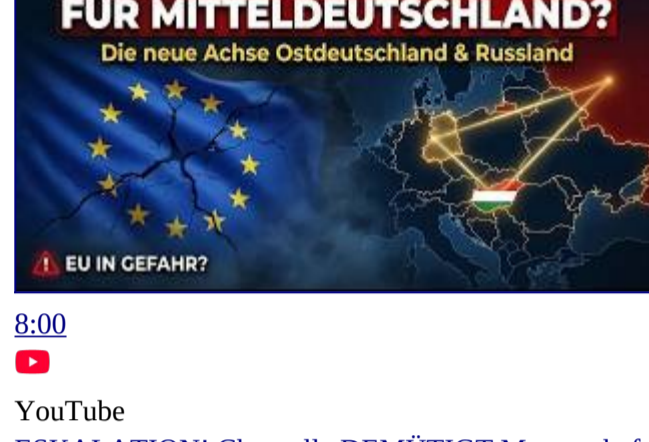 FÜR MITTELDEUTSCHLAND?
Die neue Achse Ostdeutschland & Russland
EU IN GEFAHR?
8:00
YouTube